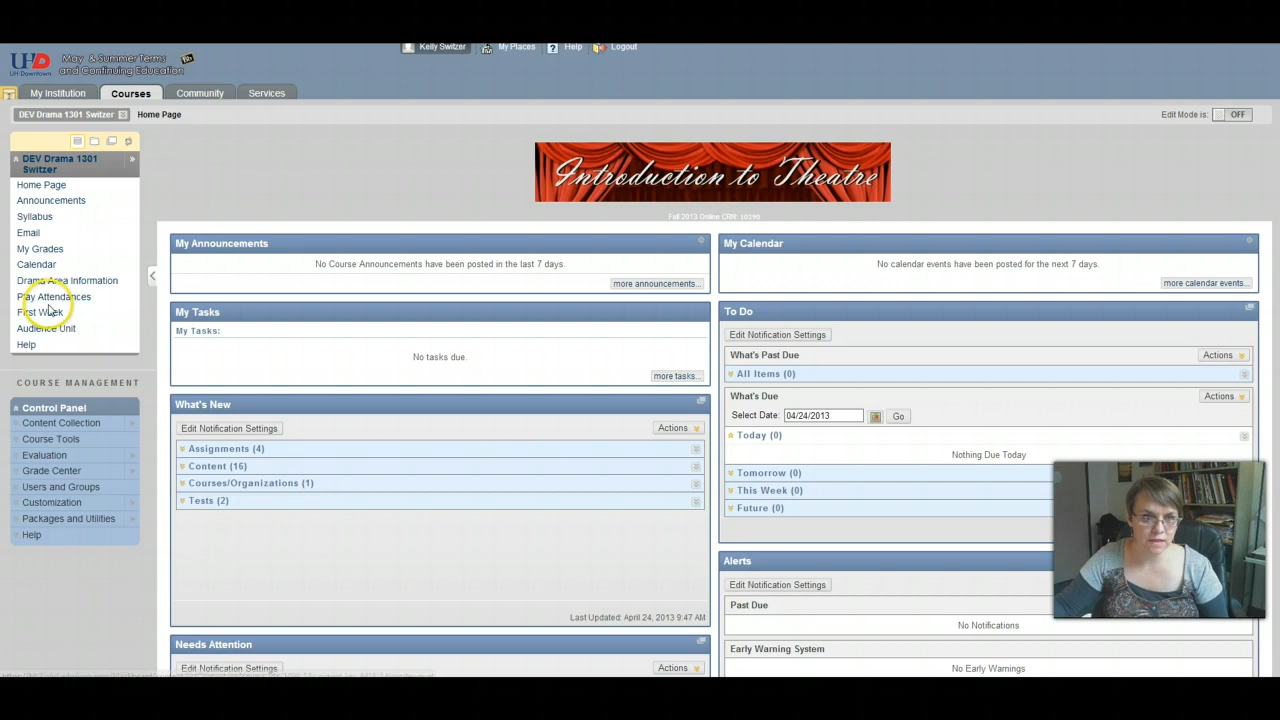 Kelly Switzer My Places Help Logout
UHD
UH-Downtown
May & Summer Terms
and Continuing Education
My Institution Courses Community Services
DEV Drama 1301 Switzer Home Page Edit Mode is: OFF
DEV Drama 1301
Switzer
Home Page
Announcements
Syllabus
Email
My Grades
Calendar
Drama Area Information
Play Attendances
First Week
Audience Unit
Help
COURSE MANAGEMENT
Control Panel
Content Collection
Course Tools
Evaluation
Grade Center
Users and Groups
Customization
Packages and Utilities
Help
Introduction to Theatre
Fall 2013 Online CRN: 10290
My Announcements
No Course Announcements have been posted in the last 7 days.
more announcements...
My Tasks
My Tasks:
No tasks due.
more tasks...
What's New
Edit Notification Settings Actions
Assignments (4)
Content (16)
Courses/Organizations (1)
Tests (2)
Last Updated: April 24, 2013 9:47 AM
Needs Attention
Edit Notification Settings Actions
My Calendar
No calendar events have been posted for the next 7 days.
more calendar events...
To Do
Edit Notification Settings
What's Past Due Actions
All Items (0)
What's Due Actions
Select Date: 04/24/2013 Go
Today (0)
Nothing Due Today
Tomorrow (0)
This Week (0)
Future (0)
Alerts
Edit Notification Settings
Past Due
No Notifications
Early Warning System
No Early Warnings